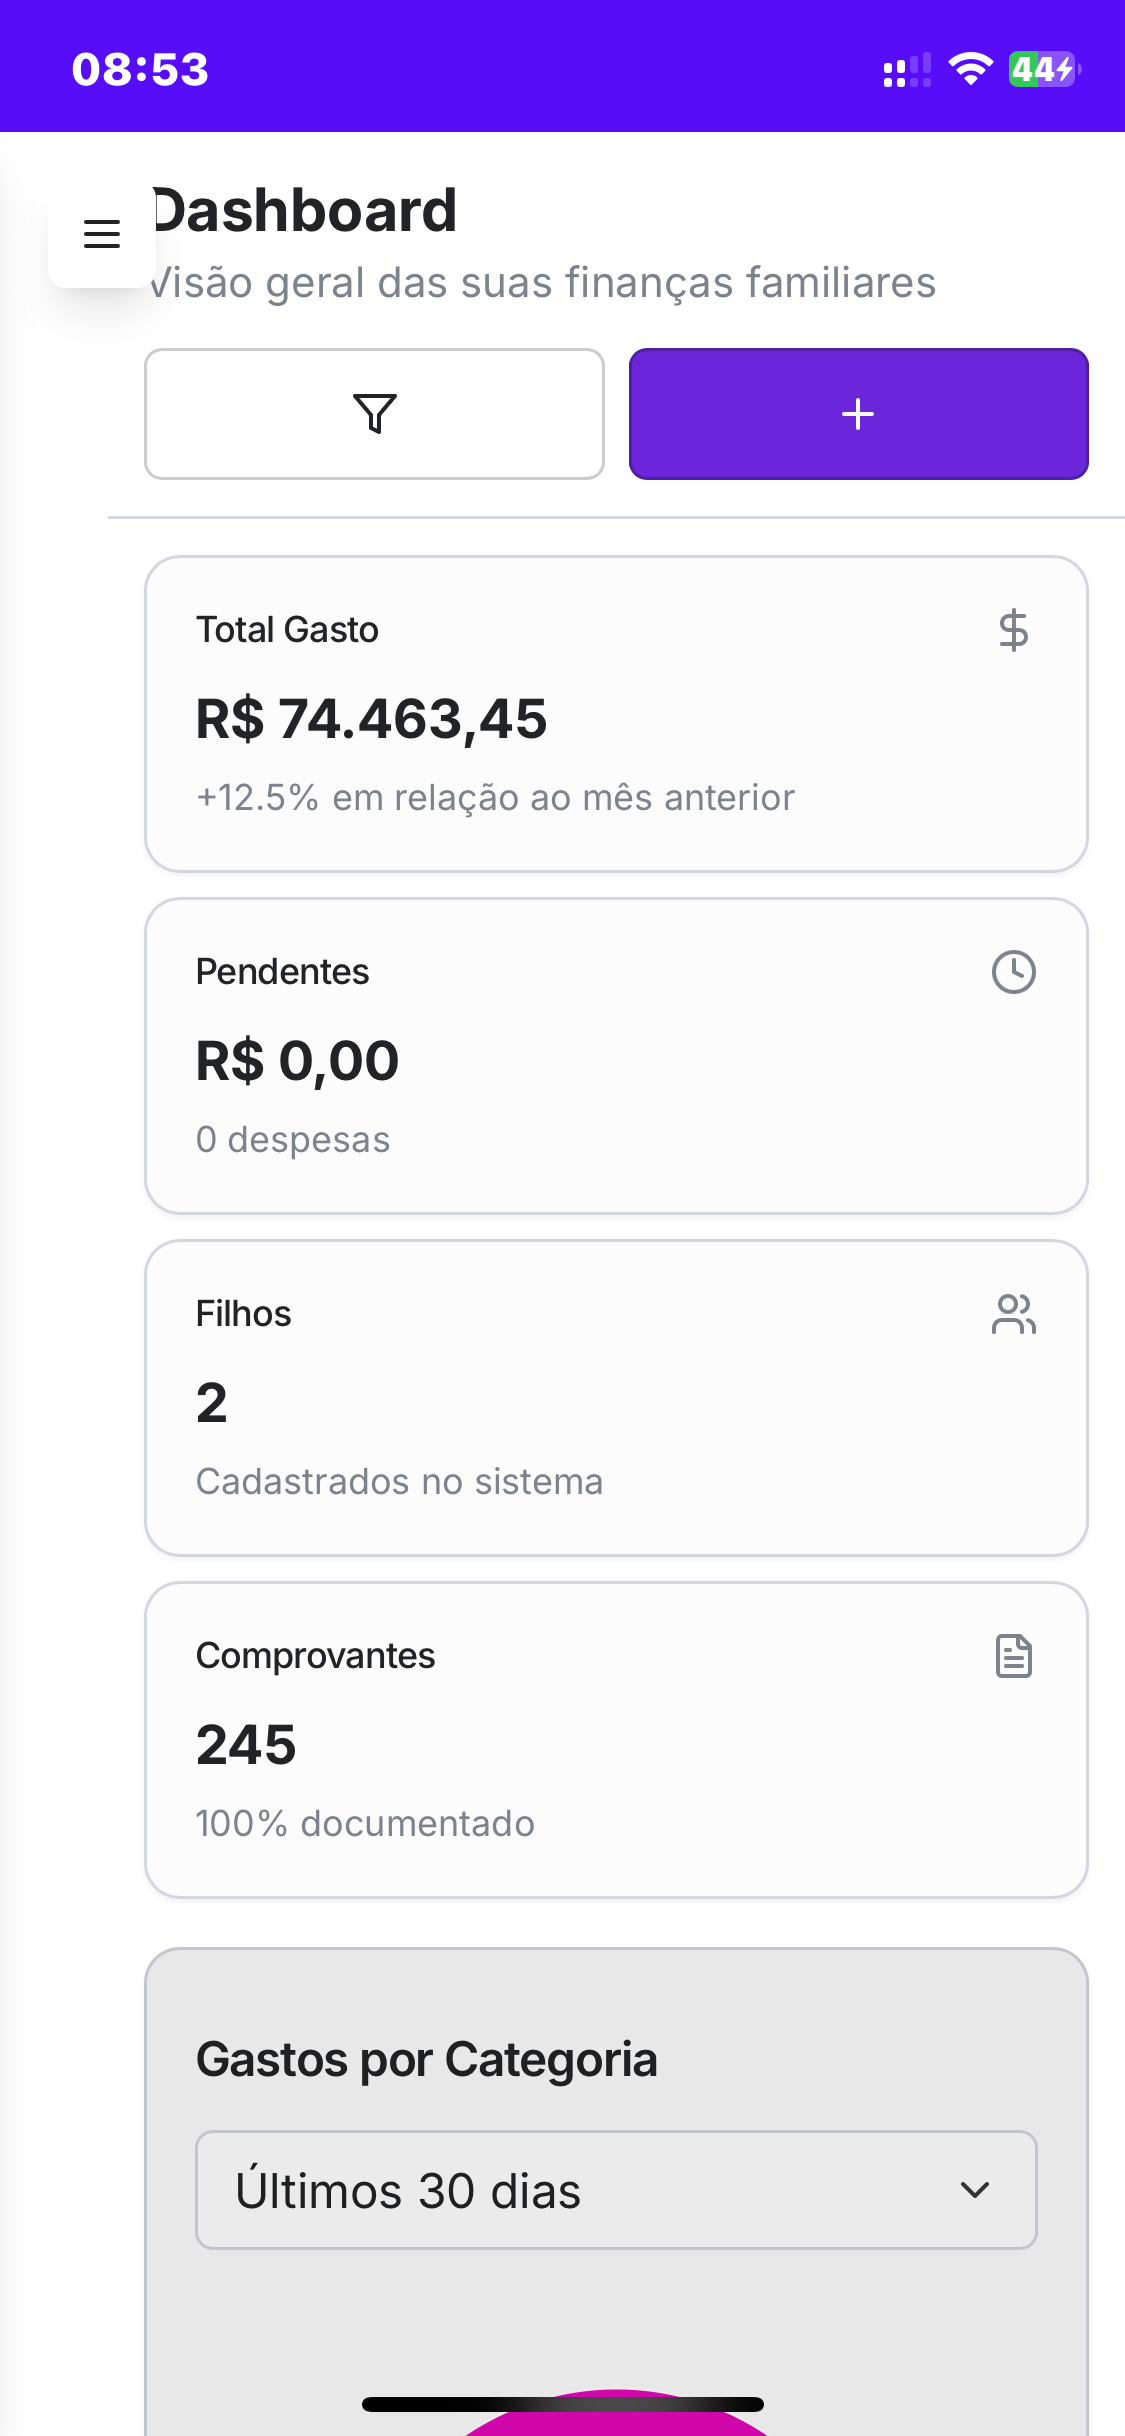 08:53
44
Dashboard
Visão geral das suas finanças familiares
Total Gasto
R$ 74.463,45
+12.5% em relação ao mês anterior
Pendentes
R$ 0,00
0 despesas
Filhos
2
Cadastrados no sistema
Comprovantes
245
100% documentado
Gastos por Categoria
Últimos 30 dias